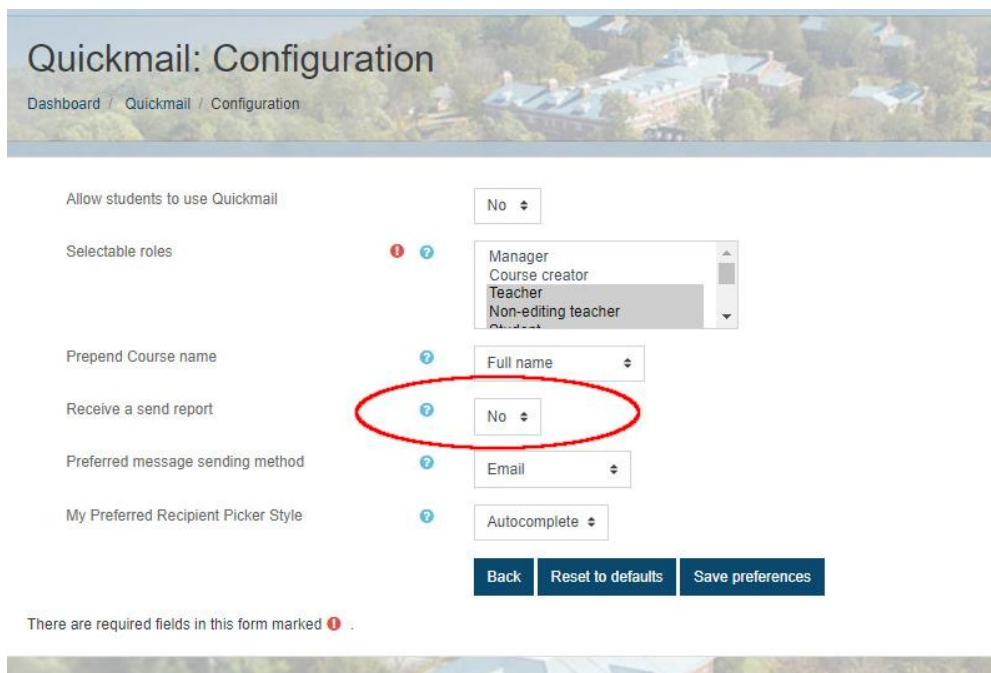 Quickmail: Configuration
Dashboard / Quickmail / Configuration
Allow students to use Quickmail No
Selectable roles
Manager
Course creator
Teacher
Non-editing teacher
Student
Prepend Course name Full name
Receive a send report No
Preferred message sending method Email
My Preferred Recipient Picker Style Autocomplete
Back Reset to defaults Save preferences
There are required fields in this form marked .